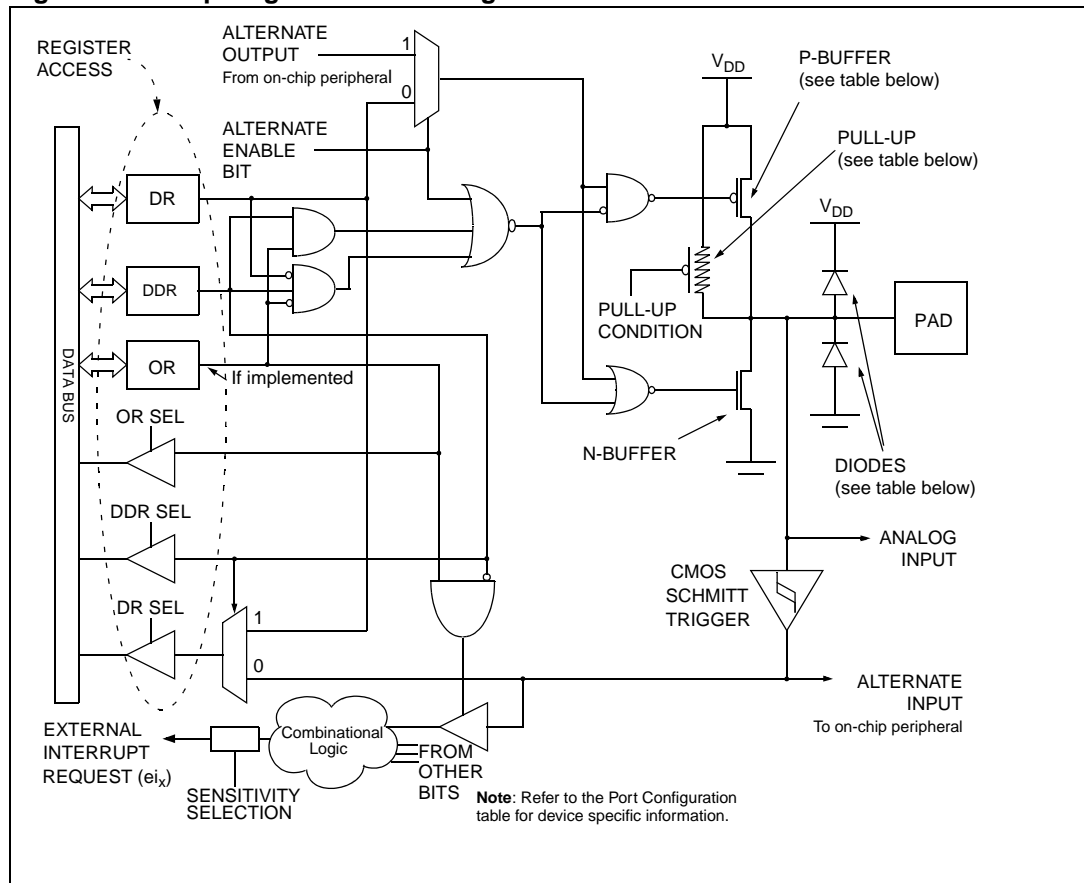 REGISTER
ACCESS
ALTERNATE
OUTPUT
From on-chip peripheral
1
0
ALTERNATE
ENABLE
BIT
VDD
P-BUFFER
(see table below)
PULL-UP
(see table below)
VDD
DR
DDR
OR
If implemented
DATA BUS
PULL-UP
CONDITION
PAD
N-BUFFER
DIODES
(see table below)
OR SEL
DDR SEL
DR SEL
1
0
ANALOG
INPUT
CMOS
SCHMITT
TRIGGER
ALTERNATE
INPUT
To on-chip peripheral
EXTERNAL
INTERRUPT
REQUEST (eix)
SENSITIVITY
SELECTION
Combinational
Logic
FROM
OTHER
BITS
Note: Refer to the Port Configuration
table for device specific information.